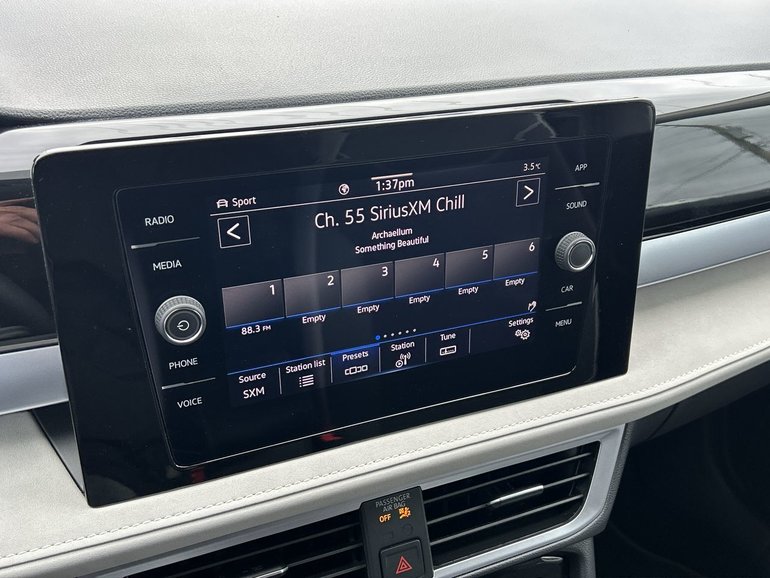 RADIO
MEDIA
PHONE
VOICE
Sport
1:37pm
3.5°C
Ch. 55 SiriusXM Chill
Archaellum
Something Beautiful
1 2 3 4 5 6
88.3 FM Empty Empty Empty Empty Empty
Source
SXM
Station list
Presets
Station
Tune
Settings
APP
SOUND
CAR
MENU
PASSENGER
AIR BAG
OFF